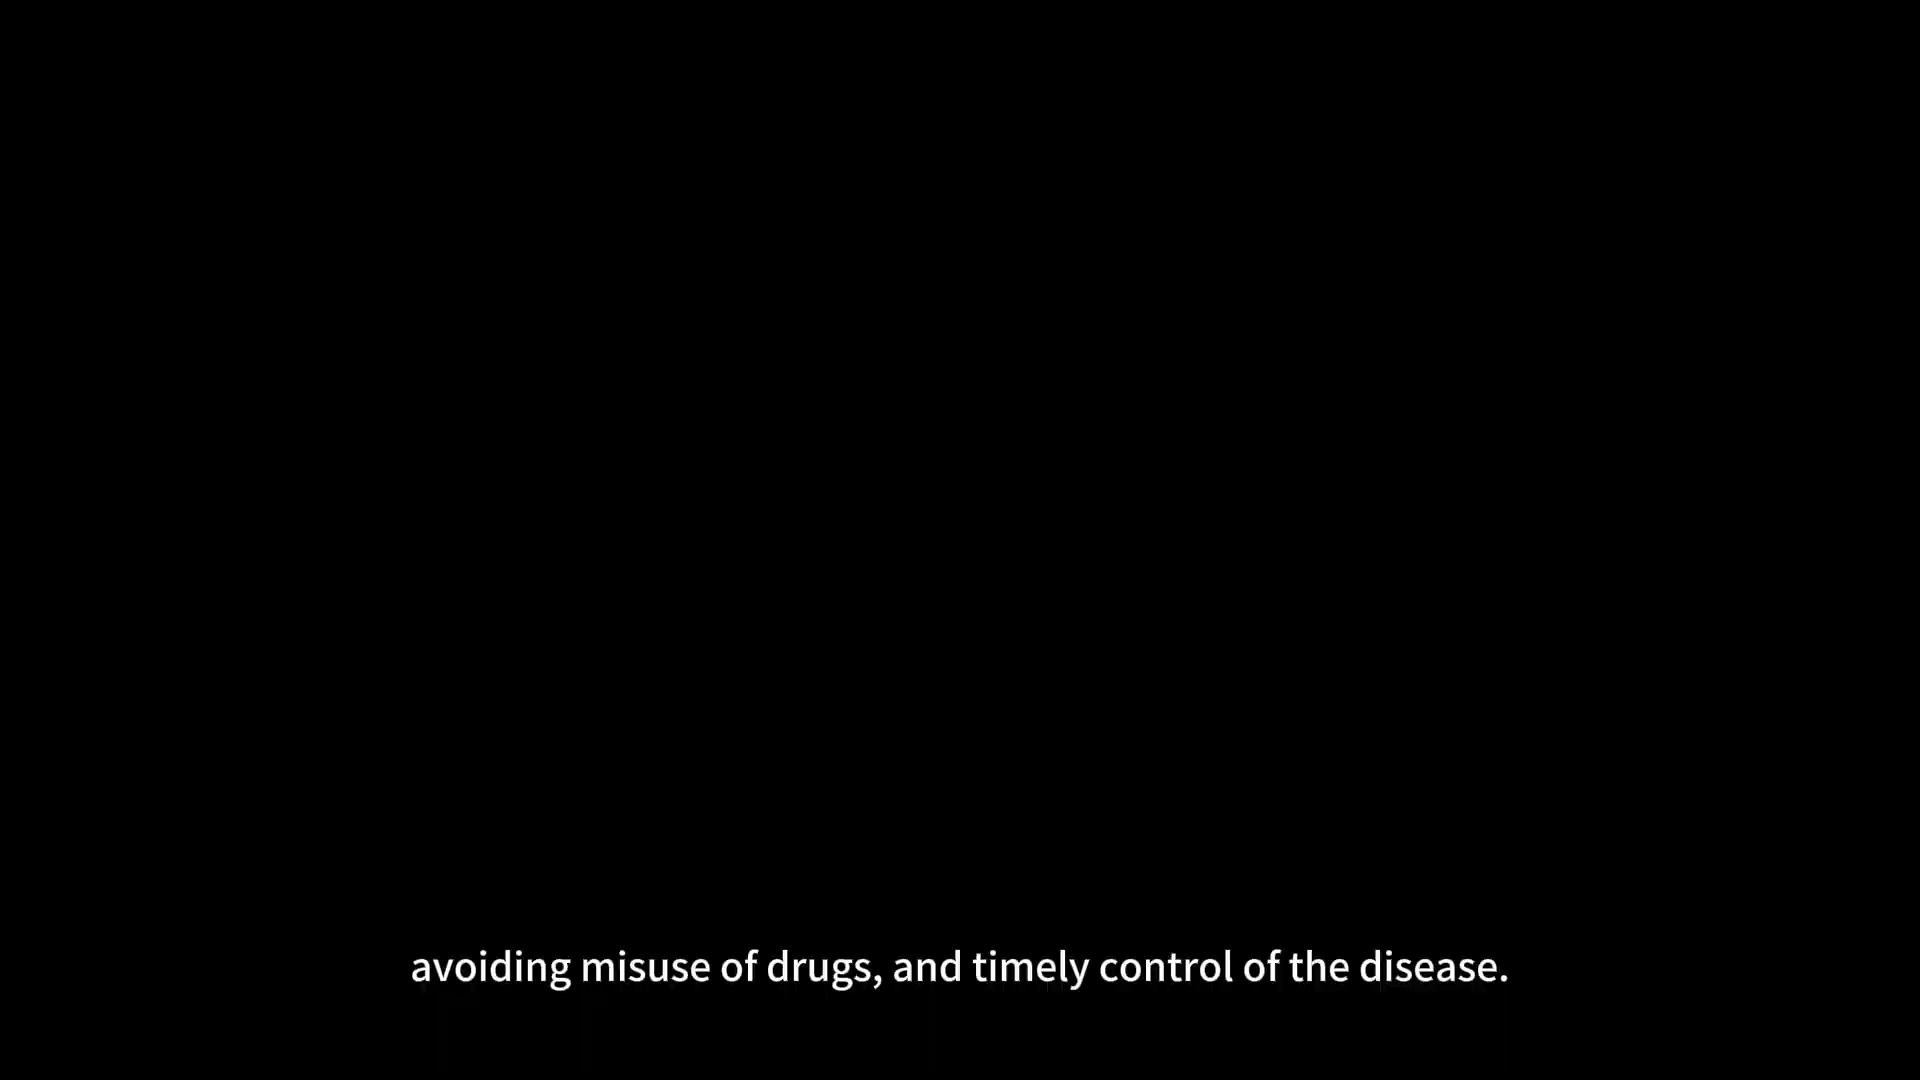 avoiding misuse of drugs, and timely control of the disease.